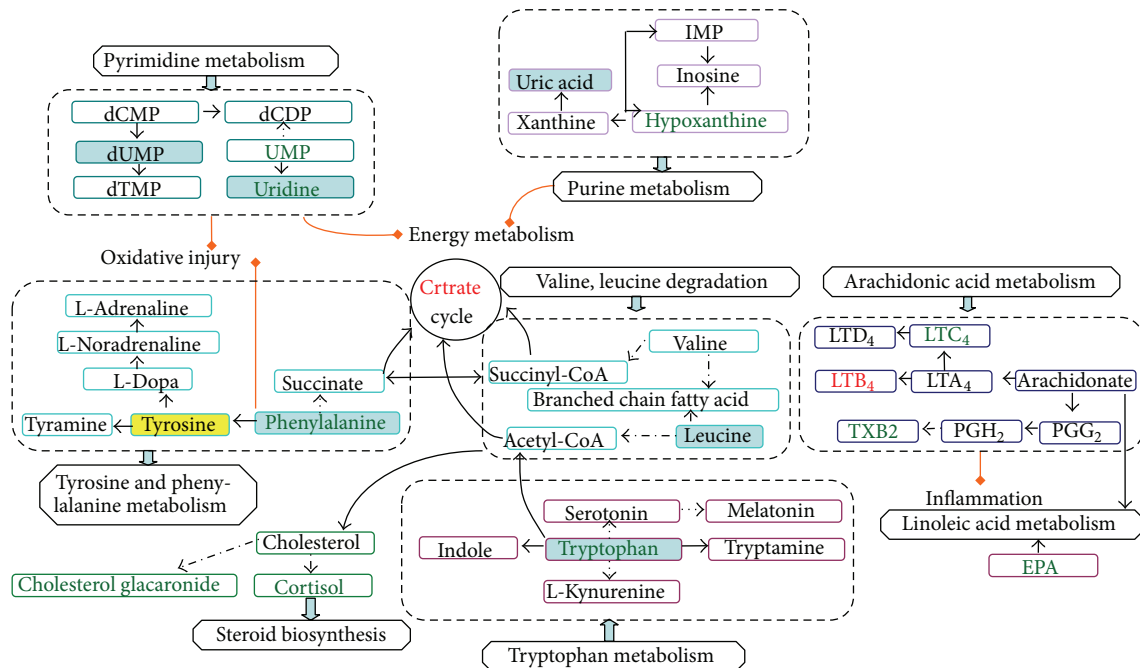 Pyrimidine metabolism
dCMP
dCDP
dUMP
UMP
dTMP
Uridine
IMP
Uric acid
Inosine
Xanthine
Hypoxanthine
Purine metabolism
Energy metabolism
Oxidative injury
Crtrate
cycle
L-Adrenaline
L-Noradrenaline
L-Dopa
Succinate
Tyramine
Tyrosine
Phenylalanine
Tyrosine and pheny-
lalanine metabolism
Valine, leucine degradation
Valine
Succinyl-CoA
Branched chain fatty acid
Acetyl-CoA
Leucine
Arachidonic acid metabolism
LTD4
LTC4
LTB4
LTA4
Arachidonate
TXB2
PGH2
PGG2
Inflammation
Linoleic acid metabolism
EPA
Cholesterol
Cholesterol glacaronide
Cortisol
Steroid biosynthesis
Serotonin
Melatonin
Indole
Tryptophan
Tryptamine
L-Kynurenine
Tryptophan metabolism